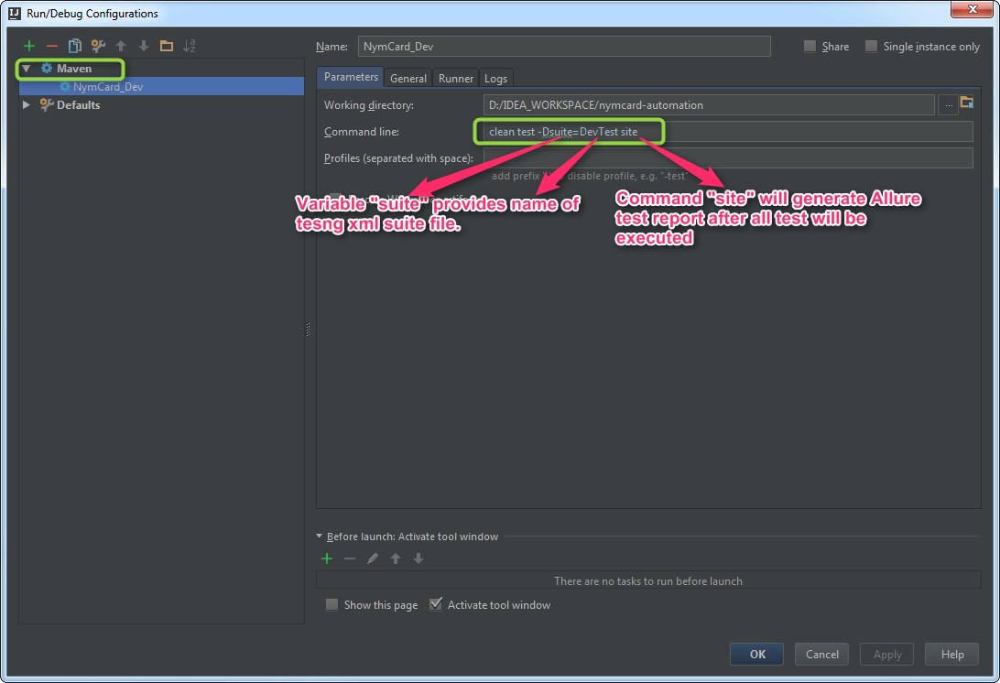 Run/Debug Configurations
Maven
NymCard_Dev
Defaults
Name: NymCard_Dev
Share
Single instance only
Parameters General Runner Logs
Working directory: D:/IDEA_WORKSPACE/nymcard-automation ...
Command line: clean test -Dsuite=DevTest site
Profiles (separated with space):
add prefix disable profile, e.g. "-test"
Variable "suite" provides name of
tesng xml suite file.
Command "site" will generate Allure
test report after all test will be
executed
Before launch: Activate tool window
There are no tasks to run before launch
Show this page Activate tool window
OK Cancel Apply Help